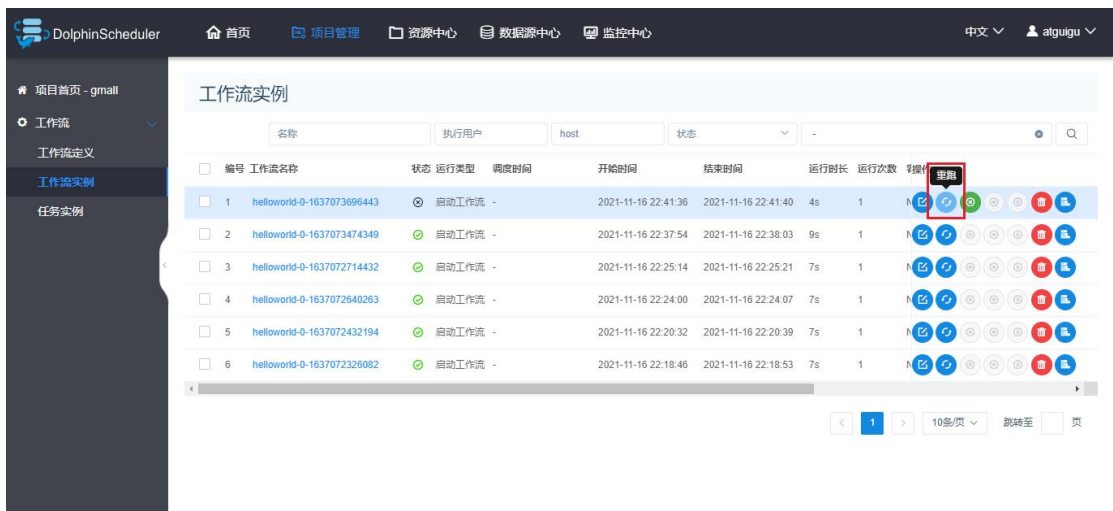 DolphinScheduler 首页 项目管理 资源中心 数据源中心 监控中心 中文 atguigu
项目首页 - gmall
工作流
工作流定义
工作流实例
任务实例
工作流实例
名称 执行用户 host 状态 -
编号 工作流名称 状态 运行类型 调度时间 开始时间 结束时间 运行时长 运行次数 操作
重跑
1 helloworld-0-1637073696443 启动工作流 - 2021-11-16 22:41:36 2021-11-16 22:41:40 4s 1 N
2 helloworld-0-1637073474349 启动工作流 - 2021-11-16 22:37:54 2021-11-16 22:38:03 9s 1 N
3 helloworld-0-1637072714432 启动工作流 - 2021-11-16 22:25:14 2021-11-16 22:25:21 7s 1 N
4 helloworld-0-1637072640263 启动工作流 - 2021-11-16 22:24:00 2021-11-16 22:24:07 7s 1 N
5 helloworld-0-1637072432194 启动工作流 - 2021-11-16 22:20:32 2021-11-16 22:20:39 7s 1 N
6 helloworld-0-1637072326082 启动工作流 - 2021-11-16 22:18:46 2021-11-16 22:18:53 7s 1 N
1 10条/页 跳转至 页